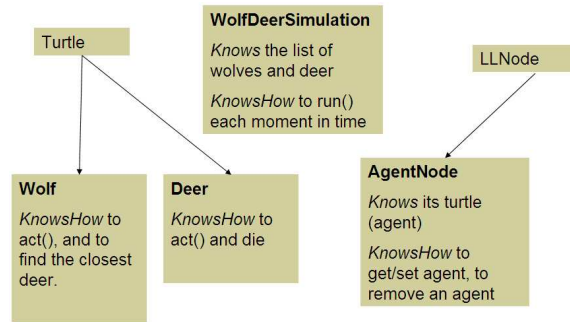 Turtle
WolfDeerSimulation
Knows the list of
wolves and deer
KnowsHow to run()
each moment in time
LLNode
Wolf
KnowsHow to
act(), and to
find the closest
deer.
Deer
KnowsHow to
act() and die
AgentNode
Knows its turtle
(agent)
KnowsHow to
get/set agent, to
remove an agent